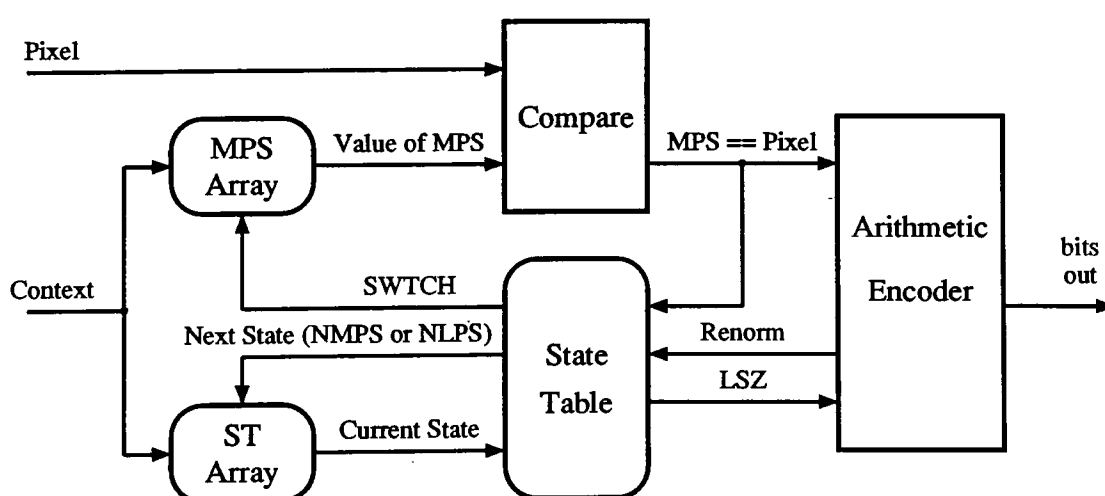 Pixel
Compare
MPS
Array
Value of MPS
MPS == Pixel
Arithmetic
Encoder
bits
out
Context
SWTCH
Next State (NMPS or NLPS)
State
Table
Renorm
LSZ
ST
Array
Current State